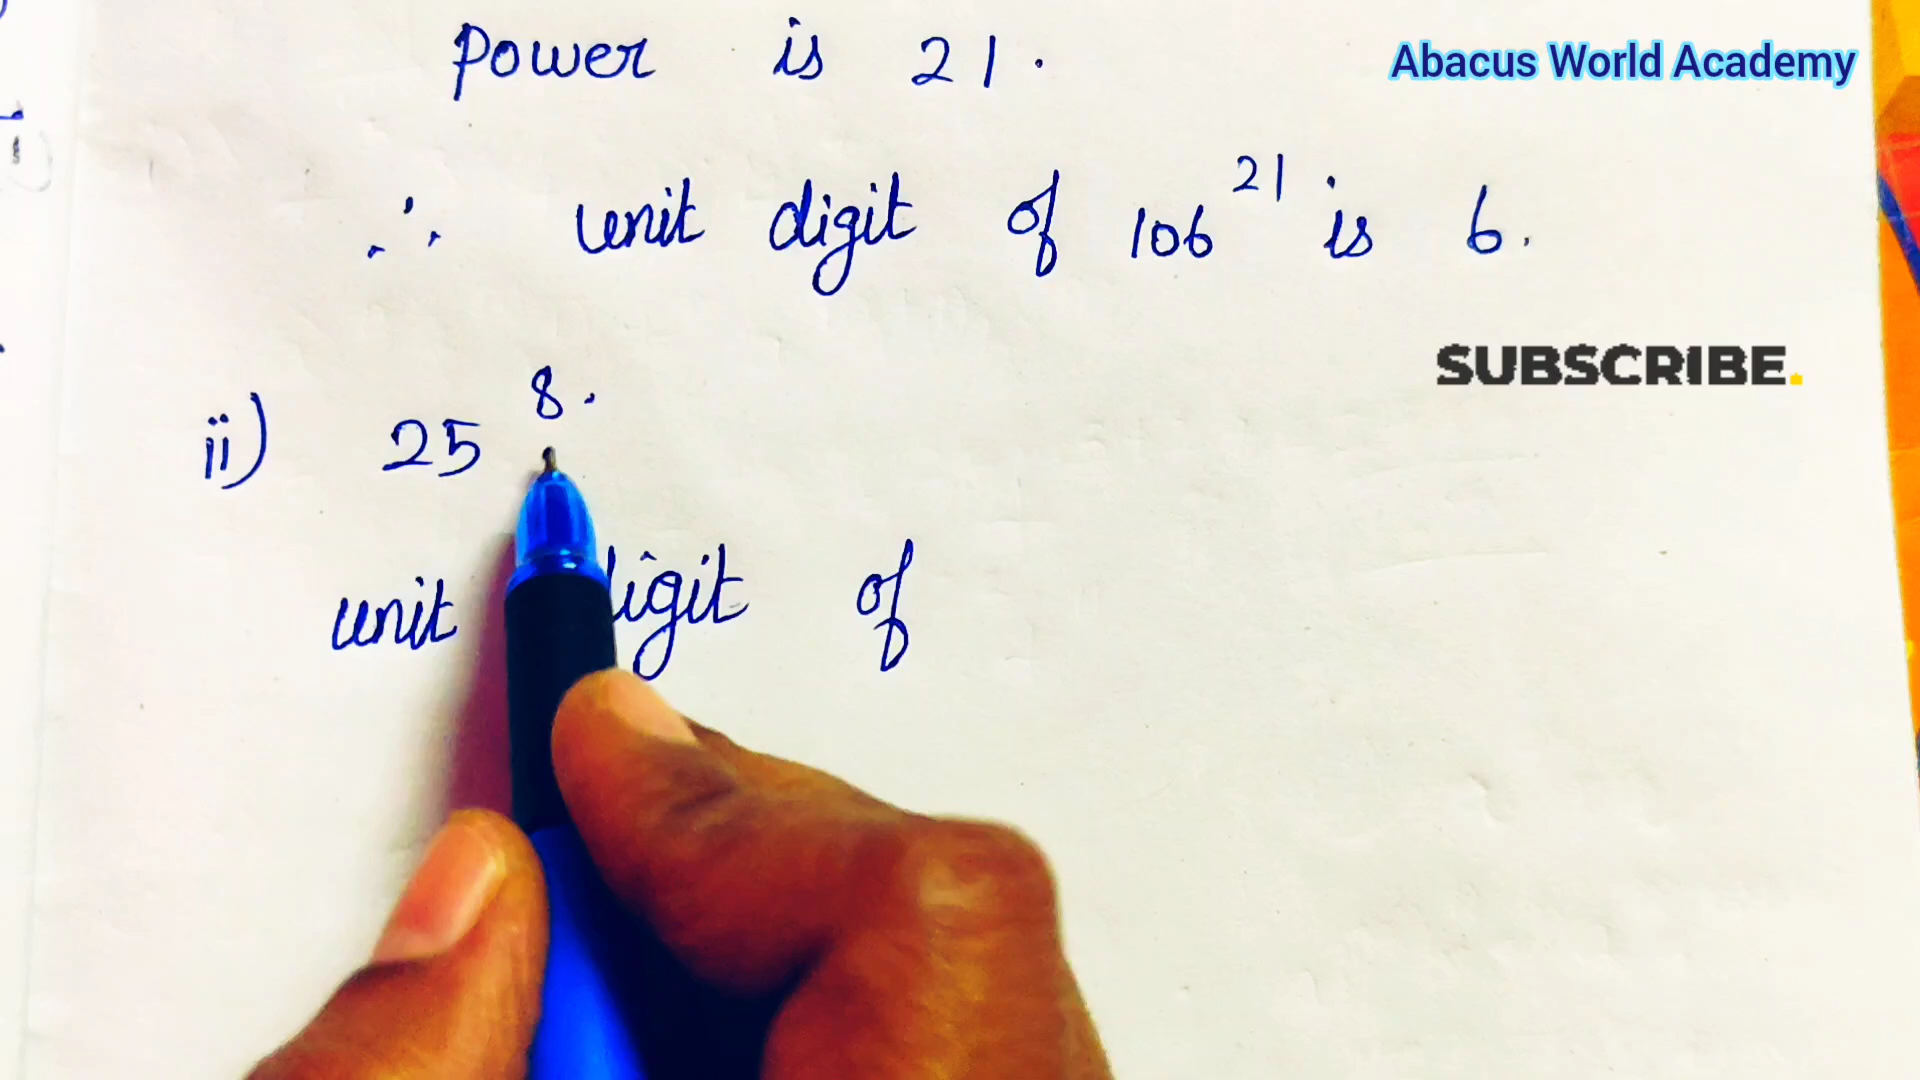 Power is 21.
Abacus World Academy
∴ unit digit of 106^21 is 6.
SUBSCRIBE.
ii) 25^8.
unit digit of